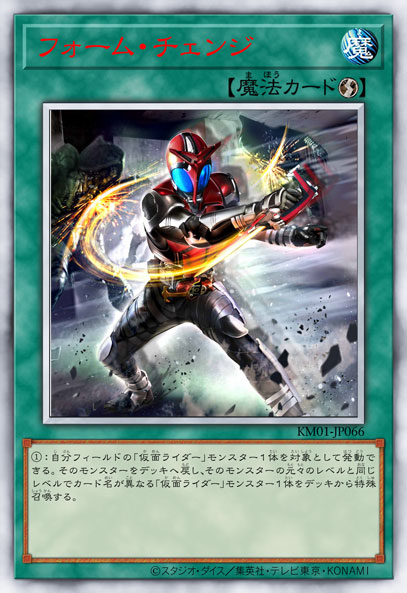 フォーム・チェンジ
魔
【魔法カード】
KM01-JP066
①:自分フィールドの「仮面ライダー」モンスター1体を対象として発動で
きる。そのモンスターをデッキへ戻し、そのモンスターの元々のレベルと同じ
レベルでカード名が異なる「仮面ライダー」モンスター1体をデッキから特殊
召喚する。
©スタジオ・ダイス/集英社・テレビ東京・KONAMI